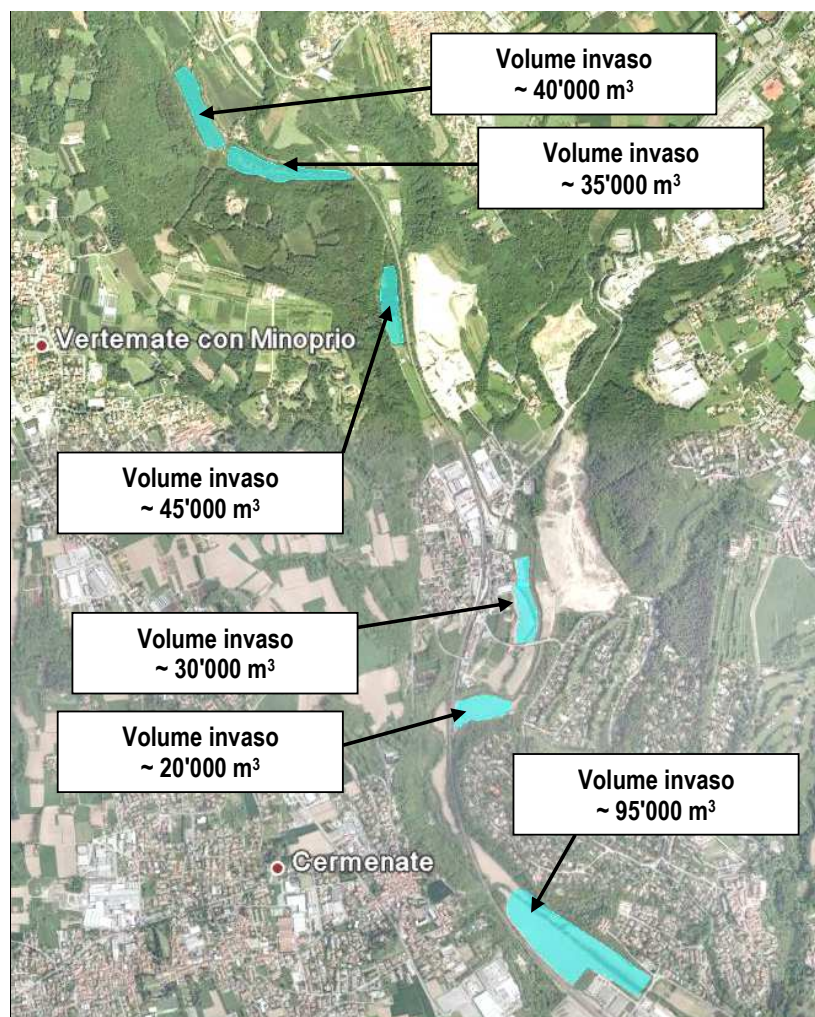 Volume invaso
~ 40'000 m³
Volume invaso
~ 35'000 m³
Vertemate con Minoprio
Volume invaso
~ 45'000 m³
Volume invaso
~ 30'000 m³
Volume invaso
~ 20'000 m³
Volume invaso
~ 95'000 m³
Cermenate